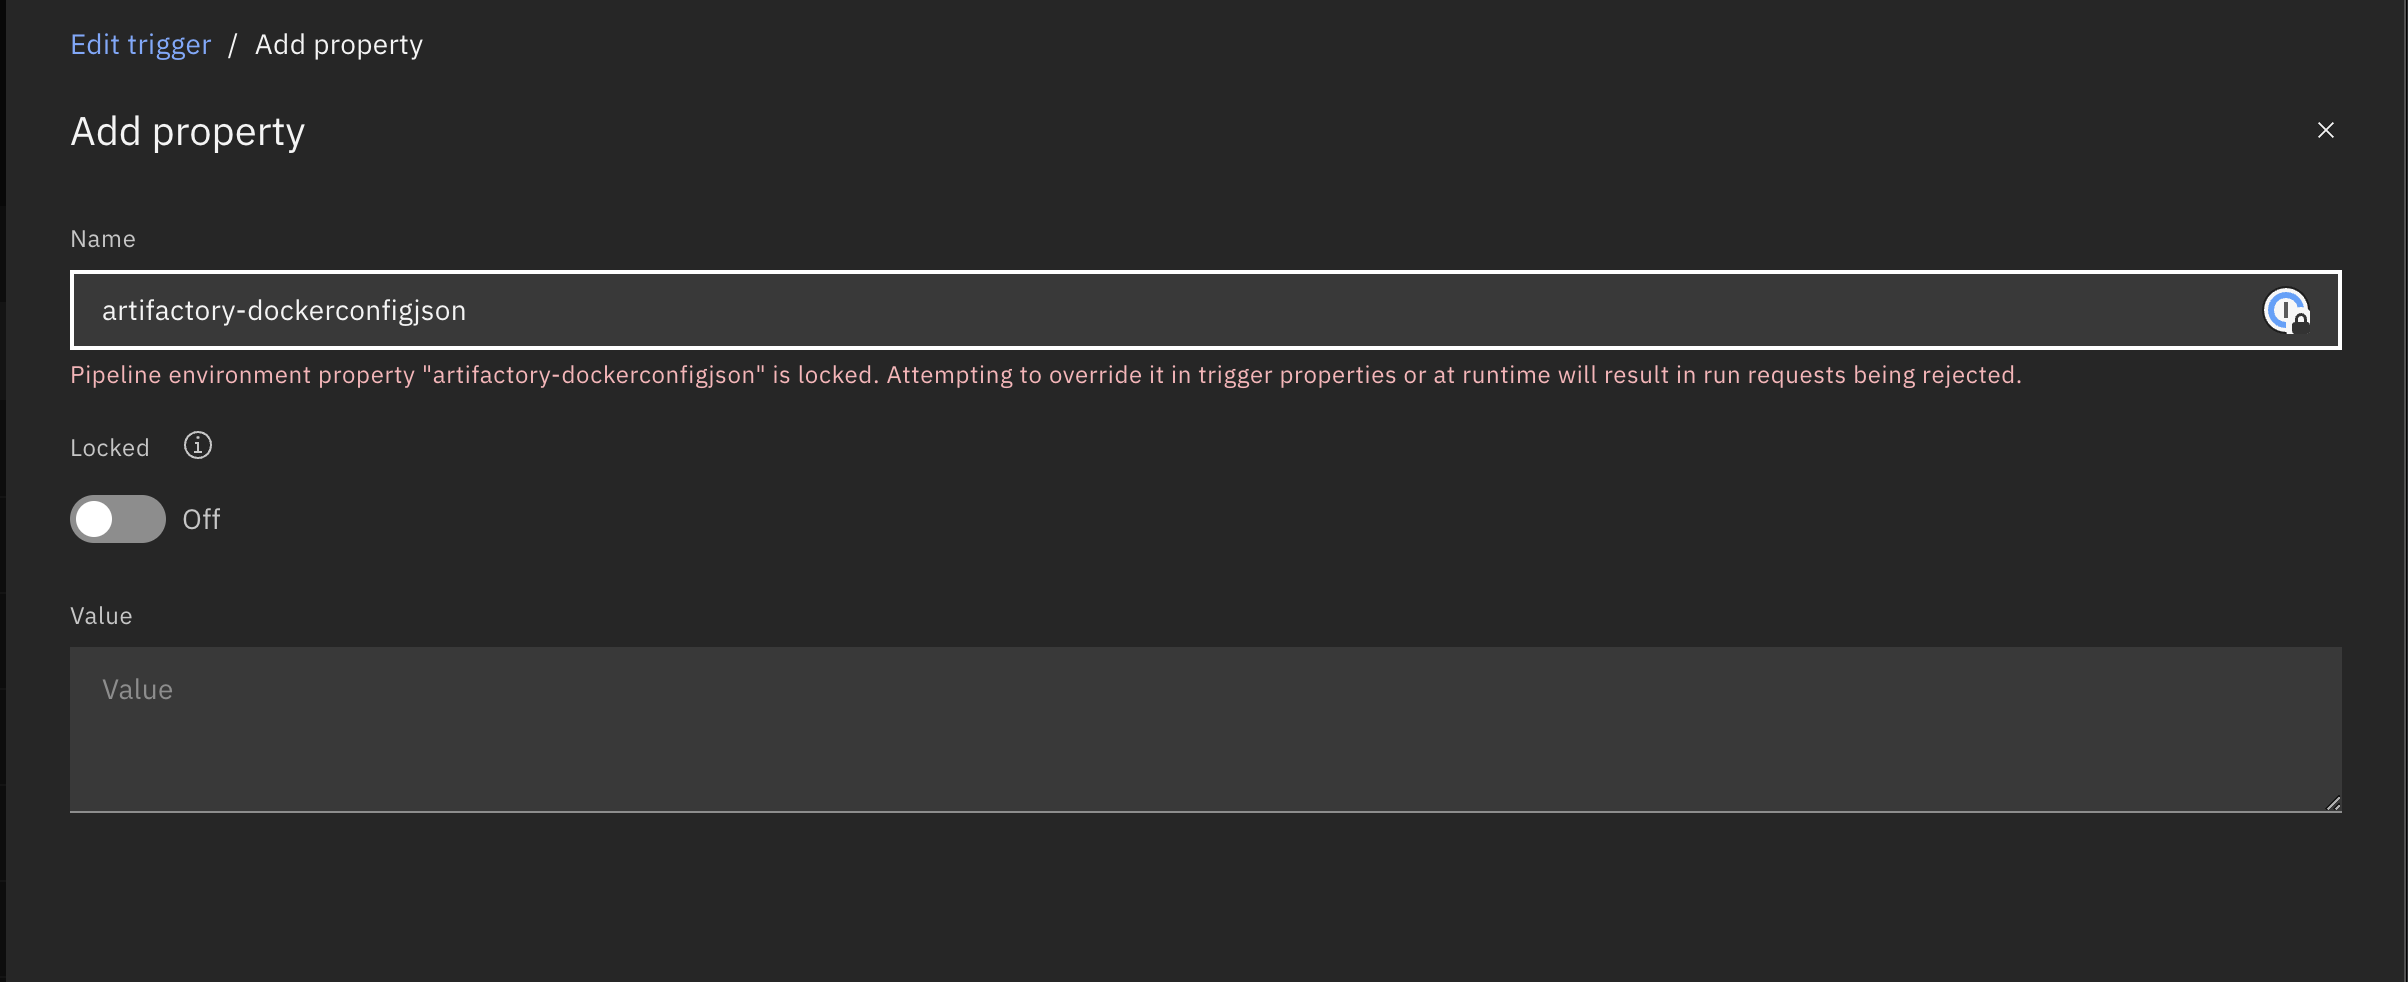 Edit trigger / Add property
Add property
Name
artifactory-dockerconfigjson
Pipeline environment property "artifactory-dockerconfigjson" is locked. Attempting to override it in trigger properties or at runtime will result in run requests being rejected.
Locked
Off
Value
Value